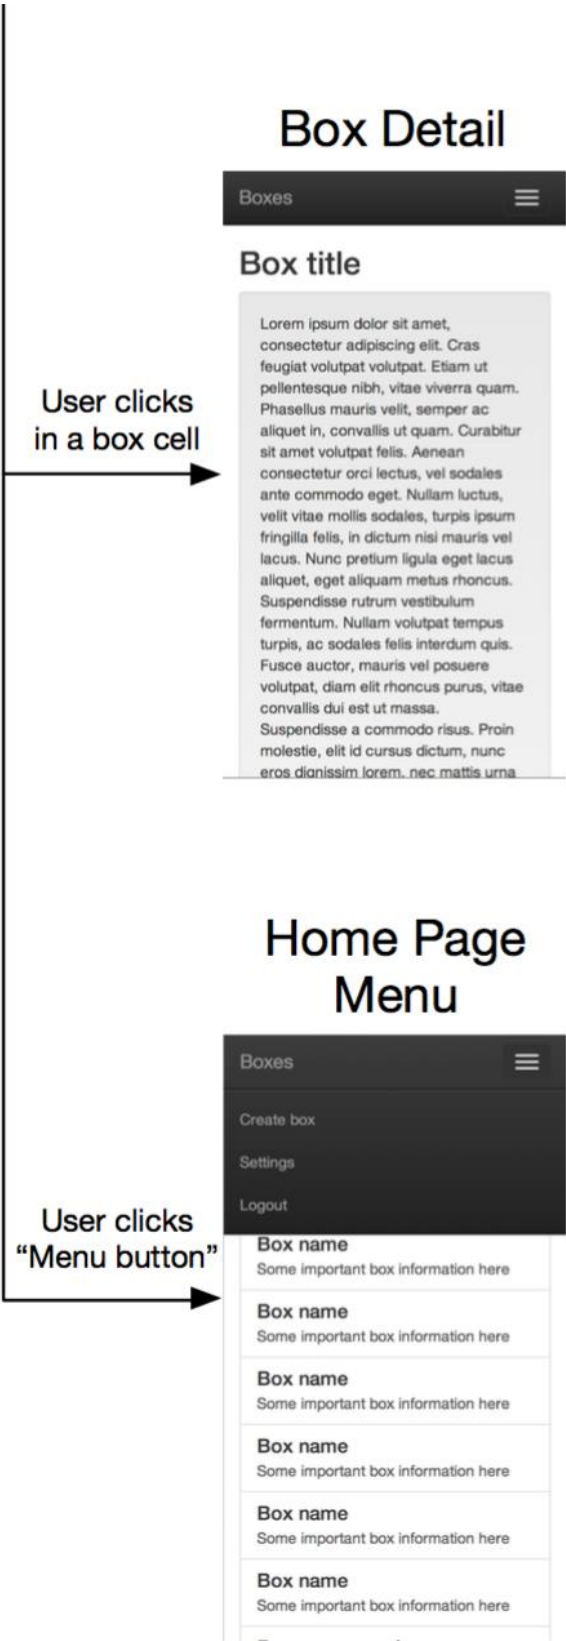 Box Detail
Boxes
Box title
Lorem ipsum dolor sit amet,
consectetur adipiscing elit. Cras
feugiat volutpat volutpat. Etiam ut
pellentesque nibh, vitae viverra quam.
Phasellus mauris velit, semper ac
aliquet in, convallis ut quam. Curabitur
sit amet volutpat felis. Aenean
consectetur orci lectus, vel sodales
ante commodo eget. Nullam luctus,
velit vitae mollis sodales, turpis ipsum
fringilla felis, in dictum nisi mauris vel
lacus. Nunc pretium ligula eget lacus
aliquet, eget aliquam metus rhoncus.
Suspendisse rutrum vestibulum
fermentum. Nullam volutpat tempus
turpis, ac sodales felis interdum quis.
Fusce auctor, mauris vel posuere
volutpat, diam elit rhoncus purus, vitae
convallis dui est ut massa.
Suspendisse a commodo risus. Proin
molestie, elit id cursus dictum, nunc
eros dignissim lorem, nec mattis urna
User clicks
in a box cell
Home Page
Menu
Boxes
Create box
Settings
Logout
User clicks
“Menu button”
Box name
Some important box information here
Box name
Some important box information here
Box name
Some important box information here
Box name
Some important box information here
Box name
Some important box information here
Box name
Some important box information here